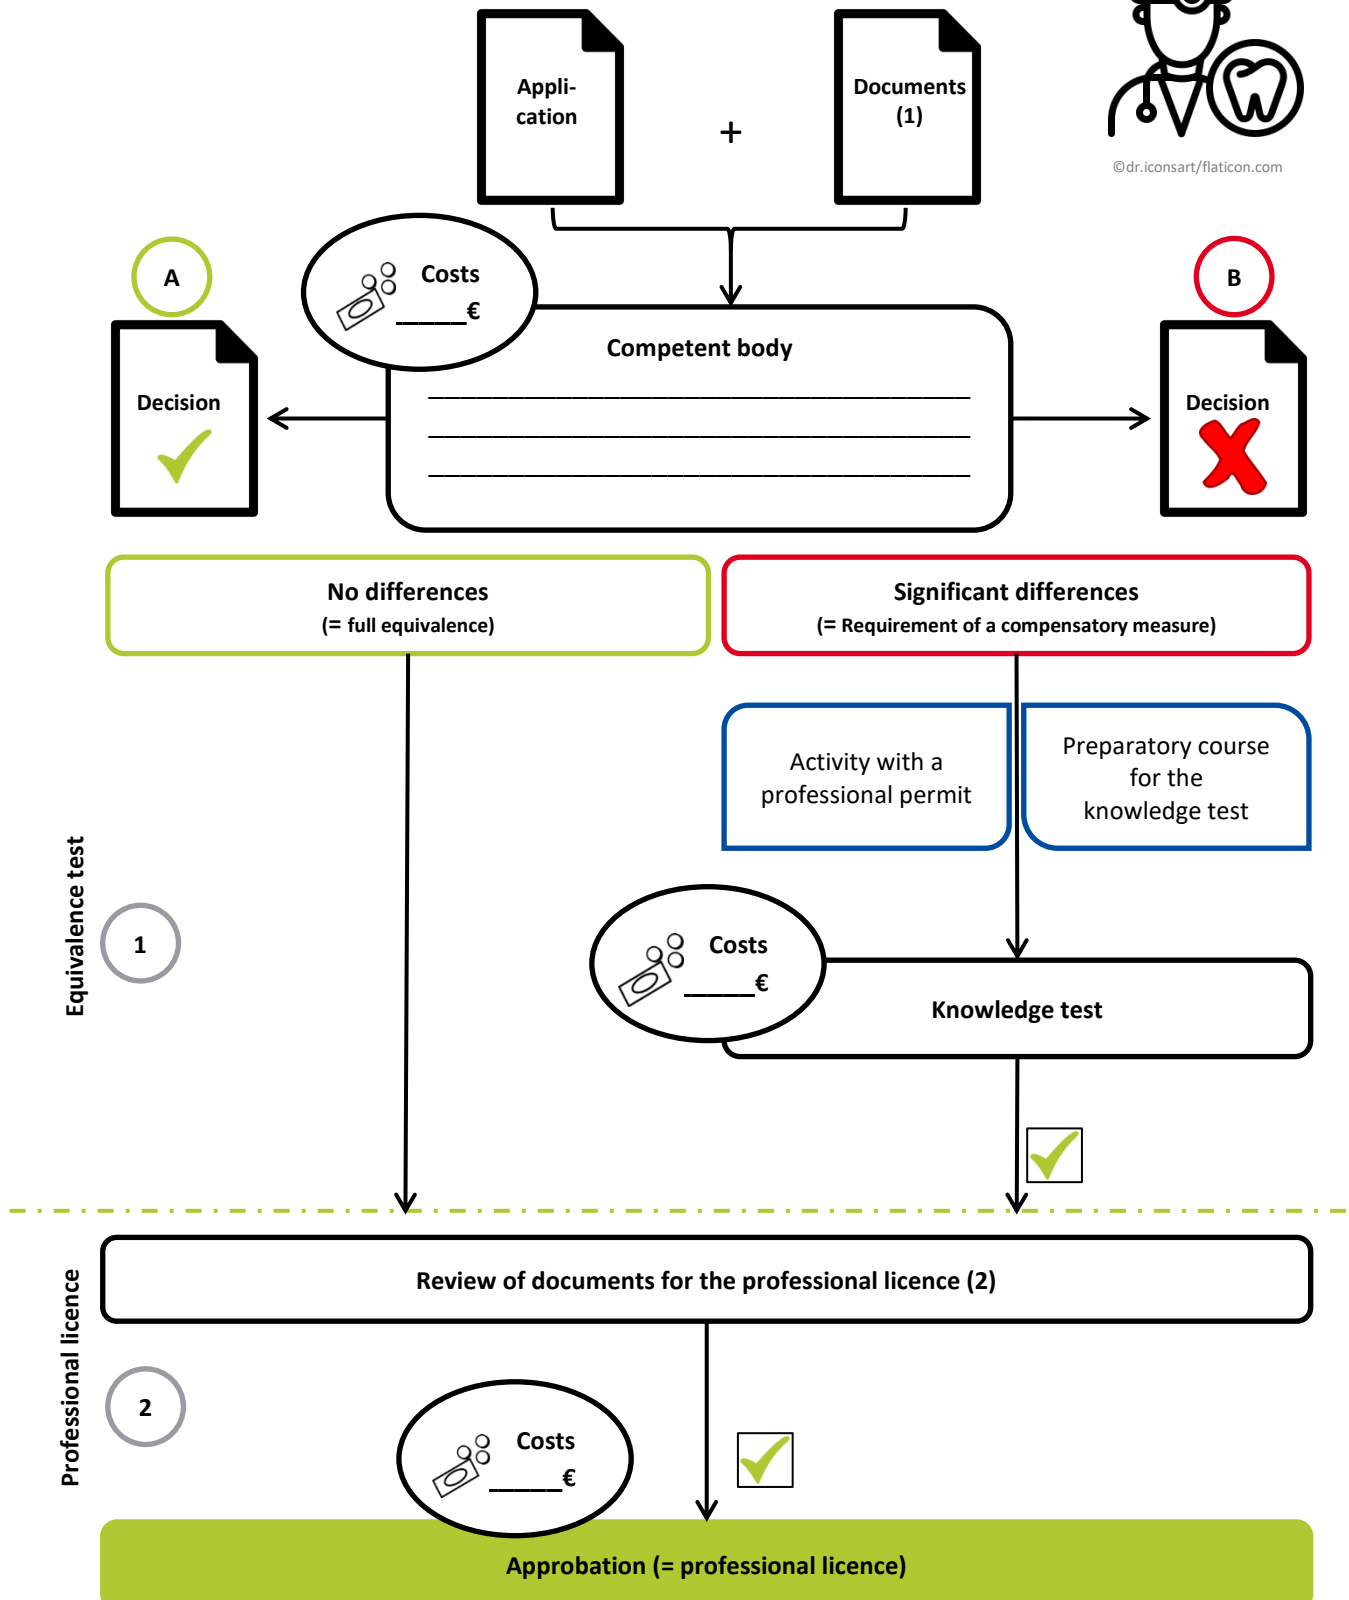 Appli-
cation
+
Documents
(1)
©dr.iconsart/flaticon.com
A
Costs
______€
B
Competent body
Decision
Decision
No differences
(= full equivalence)
Significant differences
(= Requirement of a compensatory measure)
Activity with a
professional permit
Preparatory course
for the
knowledge test
Equivalence test
1
Costs
______€
Knowledge test
Review of documents for the professional licence (2)
Professional licence
2
Costs
______€
Approbation (= professional licence)